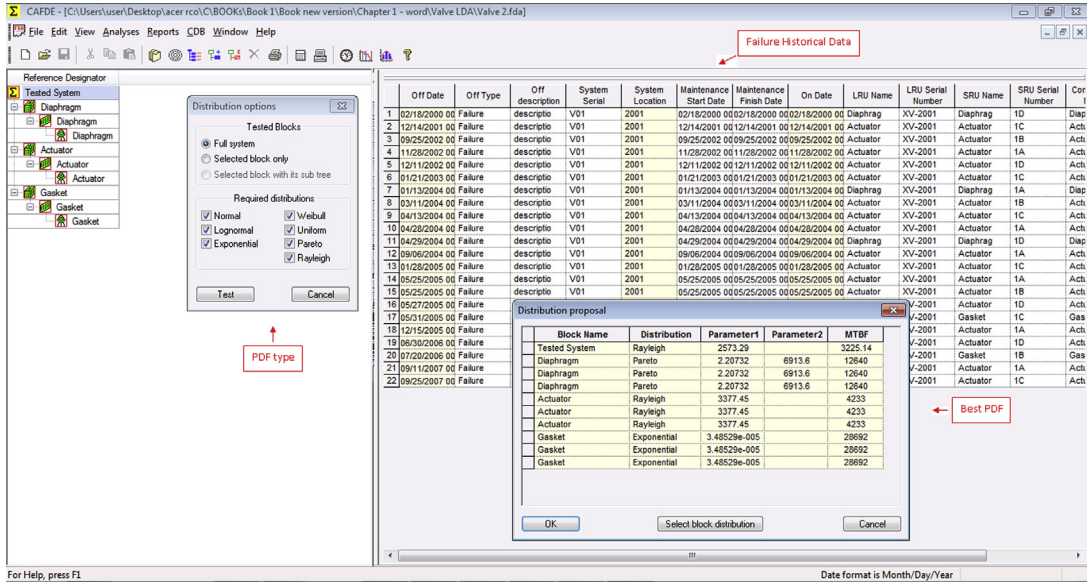 CAFDE - [C:\Users\user\Desktop\acer rco\C\BOOKs\Book 1\Book new version\Chapter 1 - word\Valve LDA\Valve 2.fda]
File Edit View Analyses Reports CDB Window Help
Failure Historical Data
Reference Designator
Tested System
Diaphragm
Diaphragm
Diaphragm
Actuator
Actuator
Actuator
Gasket
Gasket
Gasket
Distribution options
Tested Blocks
Full system
Selected block only
Selected block with its sub tree
Required distributions
Normal Weibull
Lognormal Uniform
Exponential Pareto
Rayleigh
Test Cancel
PDF type
Off Date Off Type Off description System Serial System Location Maintenance Start Date Maintenance Finish Date On Date LRU Name LRU Serial Number SRU Name SRU Serial Number Cor
1 02/18/2000 00 Failure descriptio V01 2001 02/18/2000 00 02/18/2000 00 02/18/2000 00 Diaphrag XV-2001 Diaphrag 1D Diap
2 12/14/2001 00 Failure descriptio V01 2001 12/14/2001 00 12/14/2001 00 12/14/2001 00 Actuator XV-2001 Actuator 1C Actu
3 09/25/2002 00 Failure descriptio V01 2001 09/25/2002 00 09/25/2002 00 09/25/2002 00 Actuator XV-2001 Actuator 1B Actu
4 11/28/2002 00 Failure descriptio V01 2001 11/28/2002 00 11/28/2002 00 11/28/2002 00 Actuator XV-2001 Actuator 1A Actu
5 12/11/2002 00 Failure descriptio V01 2001 12/11/2002 00 12/11/2002 00 12/11/2002 00 Actuator XV-2001 Actuator 1D Actu
6 01/21/2003 00 Failure descriptio V01 2001 01/21/2003 00 01/21/2003 00 01/21/2003 00 Actuator XV-2001 Actuator 1C Actu
7 01/13/2004 00 Failure descriptio V01 2001 01/13/2004 00 01/13/2004 00 01/13/2004 00 Diaphrag XV-2001 Diaphrag 1A Diap
8 03/11/2004 00 Failure descriptio V01 2001 03/11/2004 00 03/11/2004 00 03/11/2004 00 Actuator XV-2001 Actuator 1B Actu
9 04/13/2004 00 Failure descriptio V01 2001 04/13/2004 00 04/13/2004 00 04/13/2004 00 Actuator XV-2001 Actuator 1C Actu
10 04/28/2004 00 Failure descriptio V01 2001 04/28/2004 00 04/28/2004 00 04/28/2004 00 Actuator XV-2001 Actuator 1A Actu
11 04/29/2004 00 Failure descriptio V01 2001 04/29/2004 00 04/29/2004 00 04/29/2004 00 Diaphrag XV-2001 Diaphrag 1D Diap
12 09/06/2004 00 Failure descriptio V01 2001 09/06/2004 00 09/06/2004 00 09/06/2004 00 Actuator XV-2001 Actuator 1A Actu
13 01/28/2005 00 Failure descriptio V01 2001 01/28/2005 00 01/28/2005 00 01/28/2005 00 Actuator XV-2001 Actuator 1C Actu
14 05/25/2005 00 Failure descriptio V01 2001 05/25/2005 00 05/25/2005 00 05/25/2005 00 Actuator XV-2001 Actuator 1A Actu
15 05/25/2005 00 Failure descriptio V01 2001 05/25/2005 00 05/25/2005 00 05/25/2005 00 Actuator XV-2001 Actuator 1B Actu
16 05/27/2005 00 Failure V-2001 Actuator 1D Actu
17 05/31/2005 00 Failure V-2001 Gasket 1C Gas
18 12/15/2005 00 Failure V-2001 Actuator 1A Actu
19 06/30/2006 00 Failure V-2001 Actuator 1D Actu
20 07/20/2006 00 Failure V-2001 Gasket 1B Gas
21 09/11/2007 00 Failure V-2001 Actuator 1A Actu
22 09/25/2007 00 Failure V-2001 Actuator 1C Actu
Distribution proposal
Block Name Distribution Parameter1 Parameter2 MTBF
Tested System Rayleigh 2573.29 3225.14
Diaphragm Pareto 2.20732 6913.6 12640
Diaphragm Pareto 2.20732 6913.6 12640
Diaphragm Pareto 2.20732 6913.6 12640
Actuator Rayleigh 3377.45 4233
Actuator Rayleigh 3377.45 4233
Actuator Rayleigh 3377.45 4233
Gasket Exponential 3.48529e-005 28692
Gasket Exponential 3.48529e-005 28692
Gasket Exponential 3.48529e-005 28692
OK Select block distribution Cancel
Best PDF
For Help, press F1
Date format is Month/Day/Year